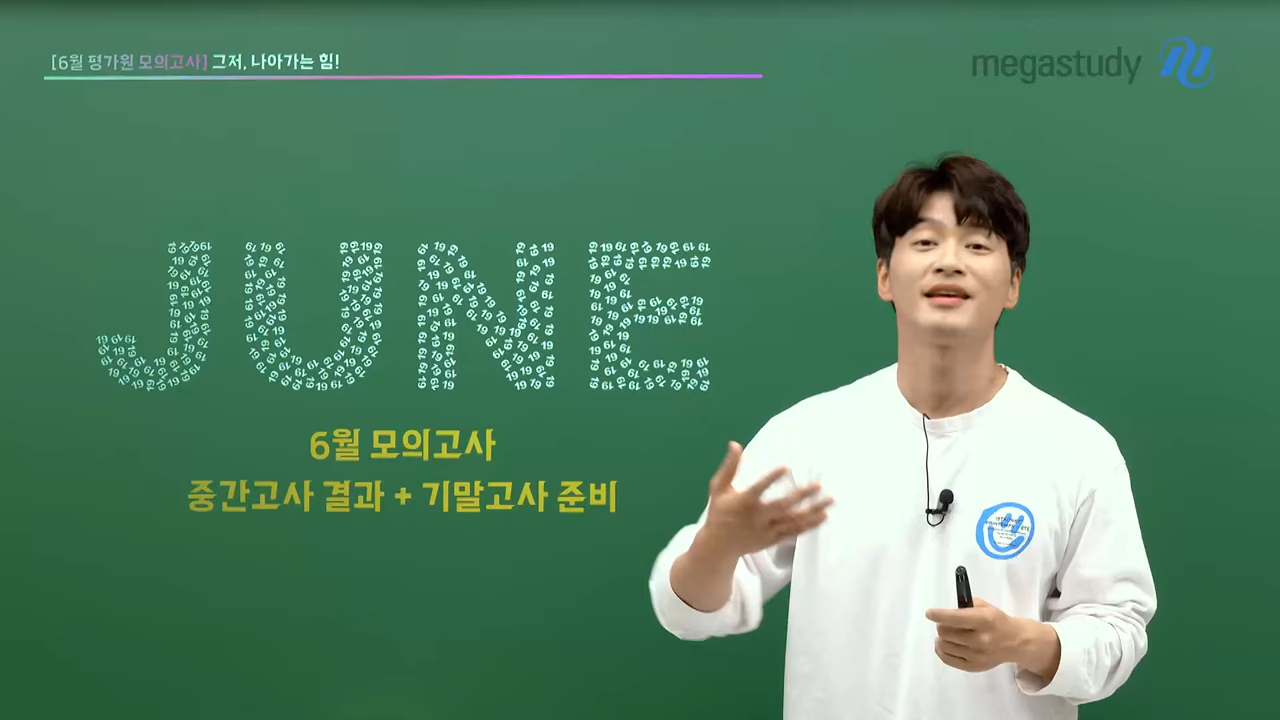 [6월 평가원 모의고사] 그저, 나아가는 힘!
megastudy
JUNE
6월 모의고사
중간고사 결과 + 기말고사 준비